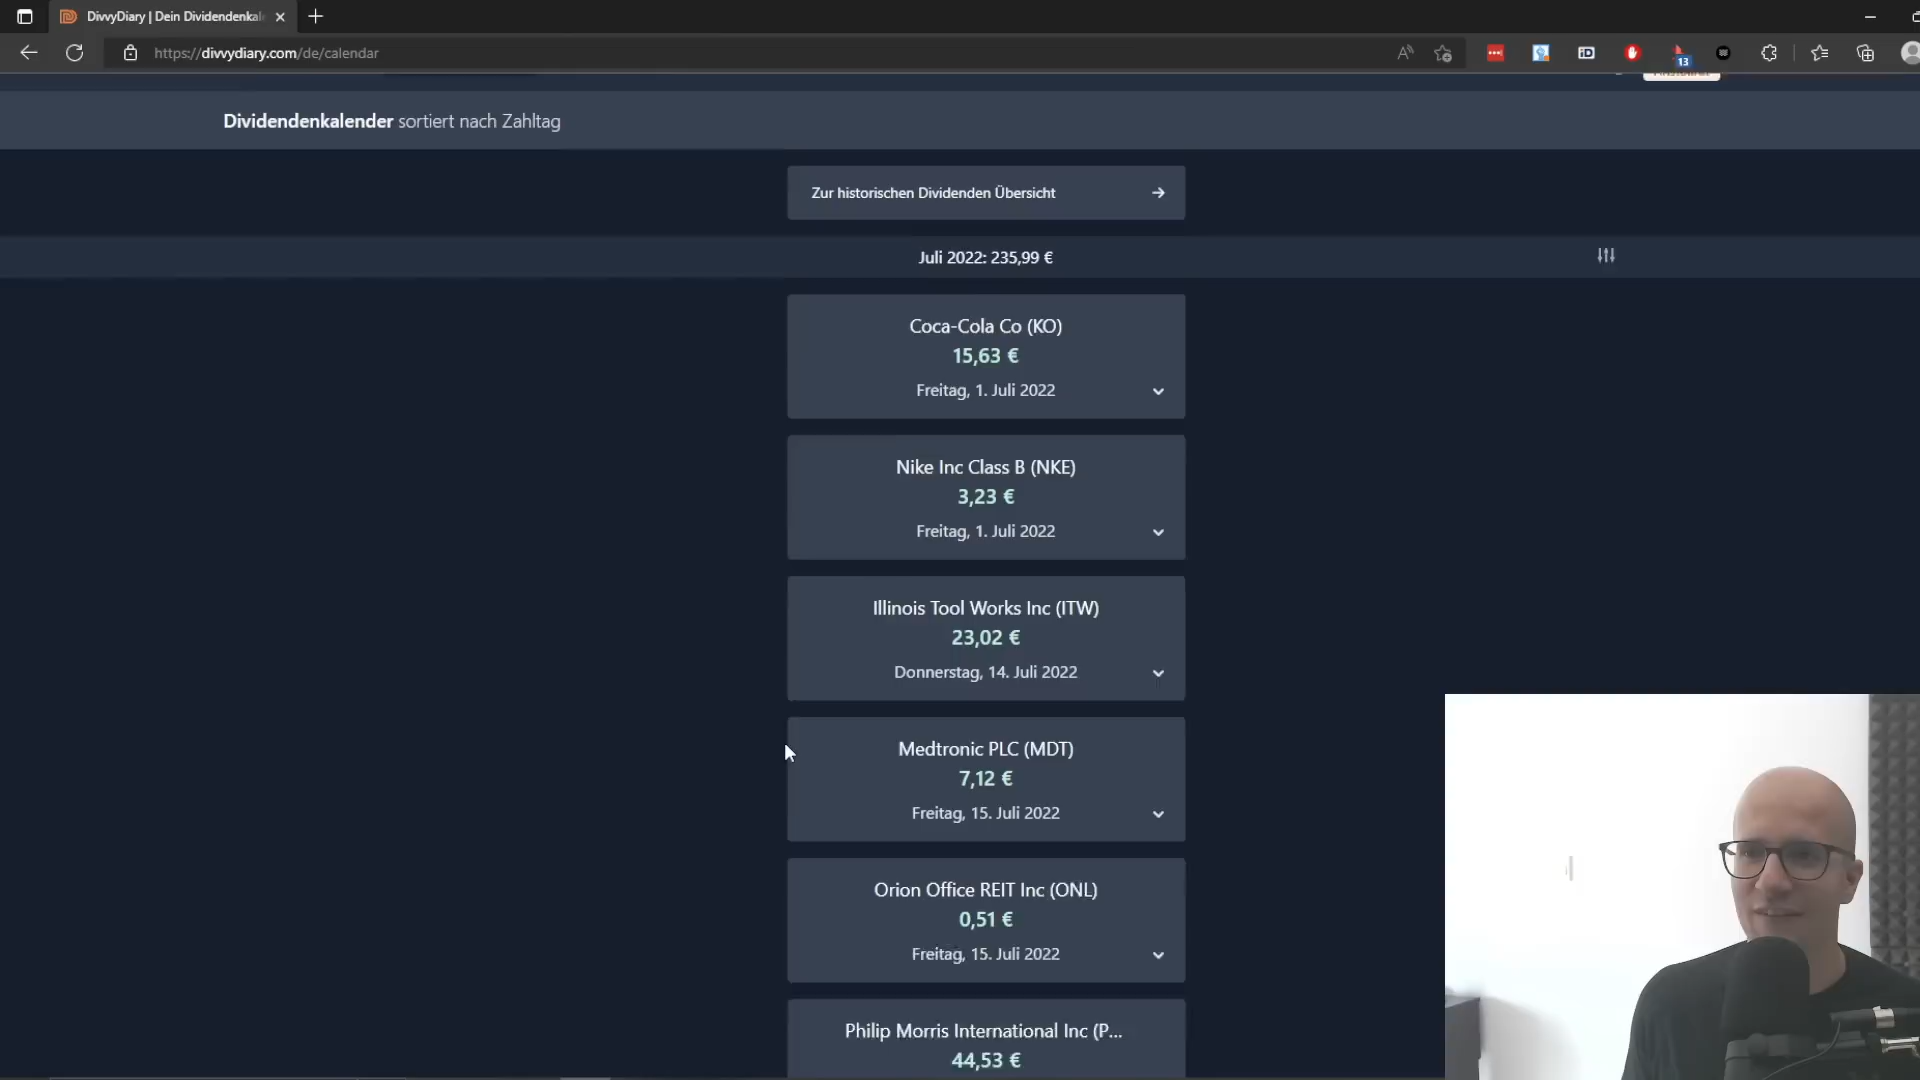 DivvyDiary | Dein Dividendenkal
https://divvydiary.com/de/calendar
13
Dividendenkalender sortiert nach Zahltag
Zur historischen Dividenden Übersicht
Juli 2022: 235,99 €
Coca-Cola Co (KO)
15,63 €
Freitag, 1. Juli 2022
Nike Inc Class B (NKE)
3,23 €
Freitag, 1. Juli 2022
Illinois Tool Works Inc (ITW)
23,02 €
Donnerstag, 14. Juli 2022
Medtronic PLC (MDT)
7,12 €
Freitag, 15. Juli 2022
Orion Office REIT Inc (ONL)
0,51 €
Freitag, 15. Juli 2022
Philip Morris International Inc (P...
44,53 €